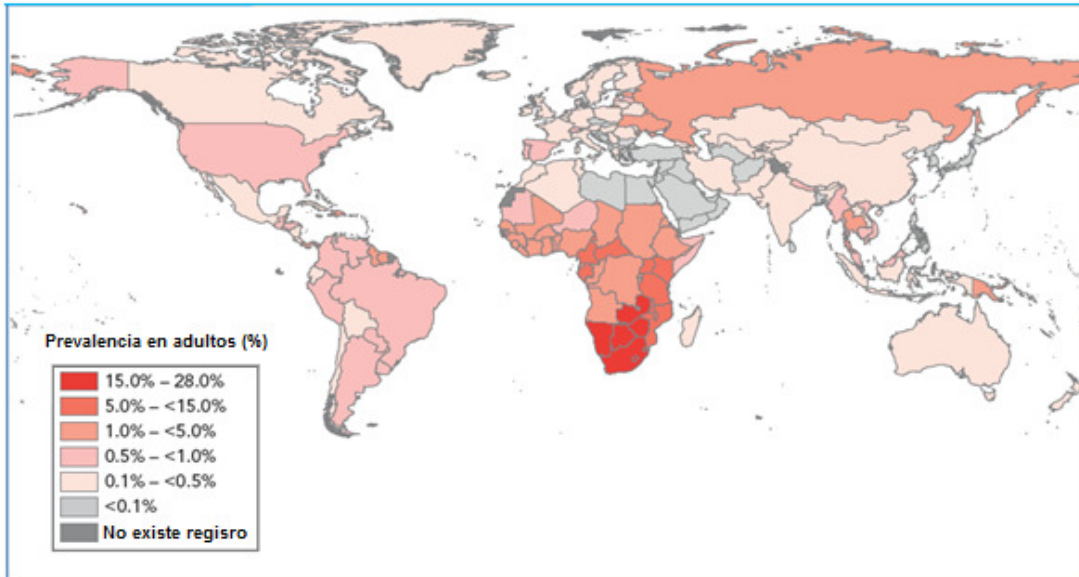 Prevalencia en adultos (%)
15.0% – 28.0%
5.0% – <15.0%
1.0% – <5.0%
0.5% – <1.0%
0.1% – <0.5%
<0.1%
No existe regisro